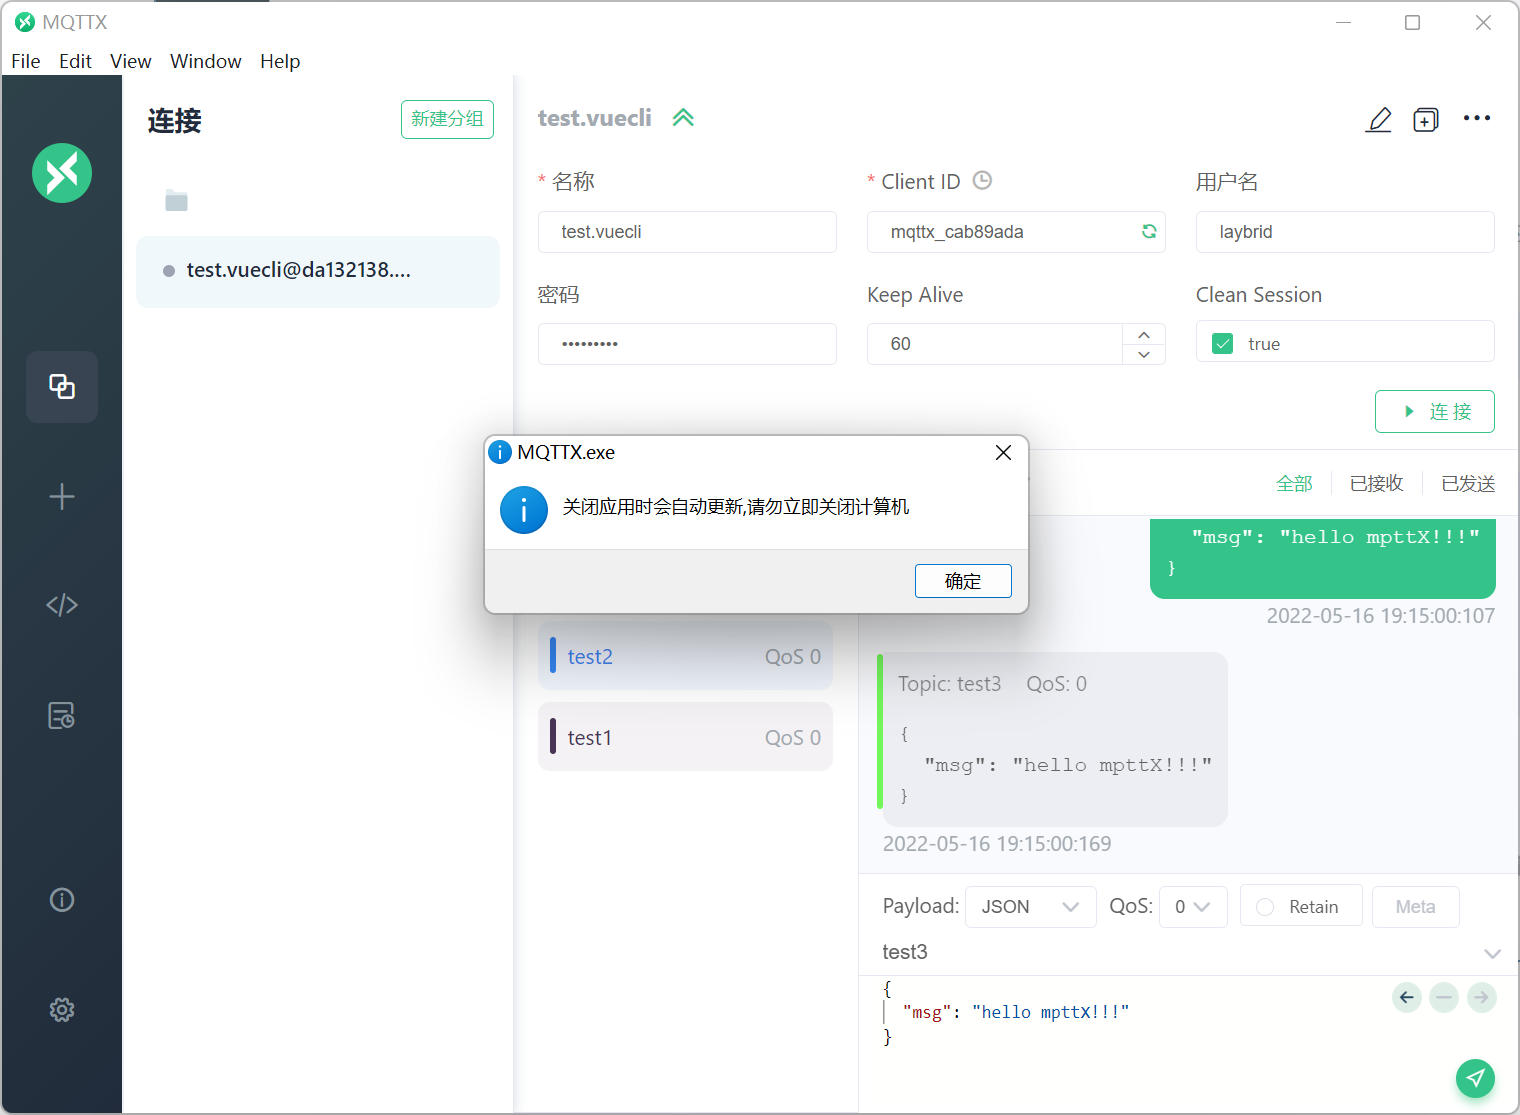 MQTTX
File Edit View Window Help
连接
新建分组
test.vuecli@da132138....
test.vuecli
* 名称
* Client ID
用户名
test.vuecli
mqttx_cab89ada
laybrid
密码
Keep Alive
Clean Session
•••••••••
60
true
连 接
MQTTX.exe
关闭应用时会自动更新,请勿立即关闭计算机
确定
全部
已接收
已发送
test2 QoS 0
test1 QoS 0
"msg": "hello mpttX!!!"
}
2022-05-16 19:15:00:107
Topic: test3 QoS: 0
{
"msg": "hello mpttX!!!"
}
2022-05-16 19:15:00:169
Payload: JSON QoS: 0 Retain Meta
test3
{
"msg": "hello mpttX!!!"
}